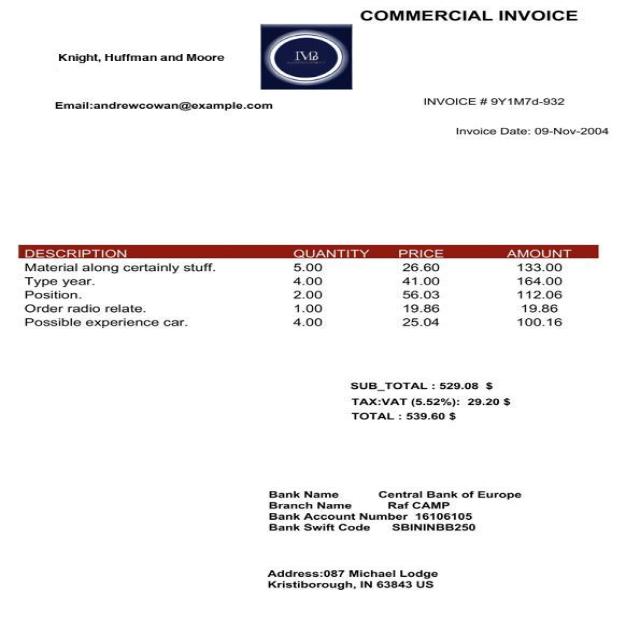 COMMERCIAL INVOICE
IMB
Knight, Huffman and Moore
Email:andrewcowan@example.com
INVOICE # 9Y1M7d-932
Invoice Date: 09-Nov-2004
DESCRIPTION QUANTITY PRICE AMOUNT
Material along certainly stuff. 5.00 26.60 133.00
Type year. 4.00 41.00 164.00
Position. 2.00 56.03 112.06
Order radio relate. 1.00 19.86 19.86
Possible experience car. 4.00 25.04 100.16
SUB_TOTAL : 529.08 $
TAX:VAT (5.52%): 29.20 $
TOTAL : 539.60 $
Bank Name Central Bank of Europe
Branch Name Raf CAMP
Bank Account Number 16106105
Bank Swift Code SBININBB250
Address:087 Michael Lodge
Kristiborough, IN 63843 US